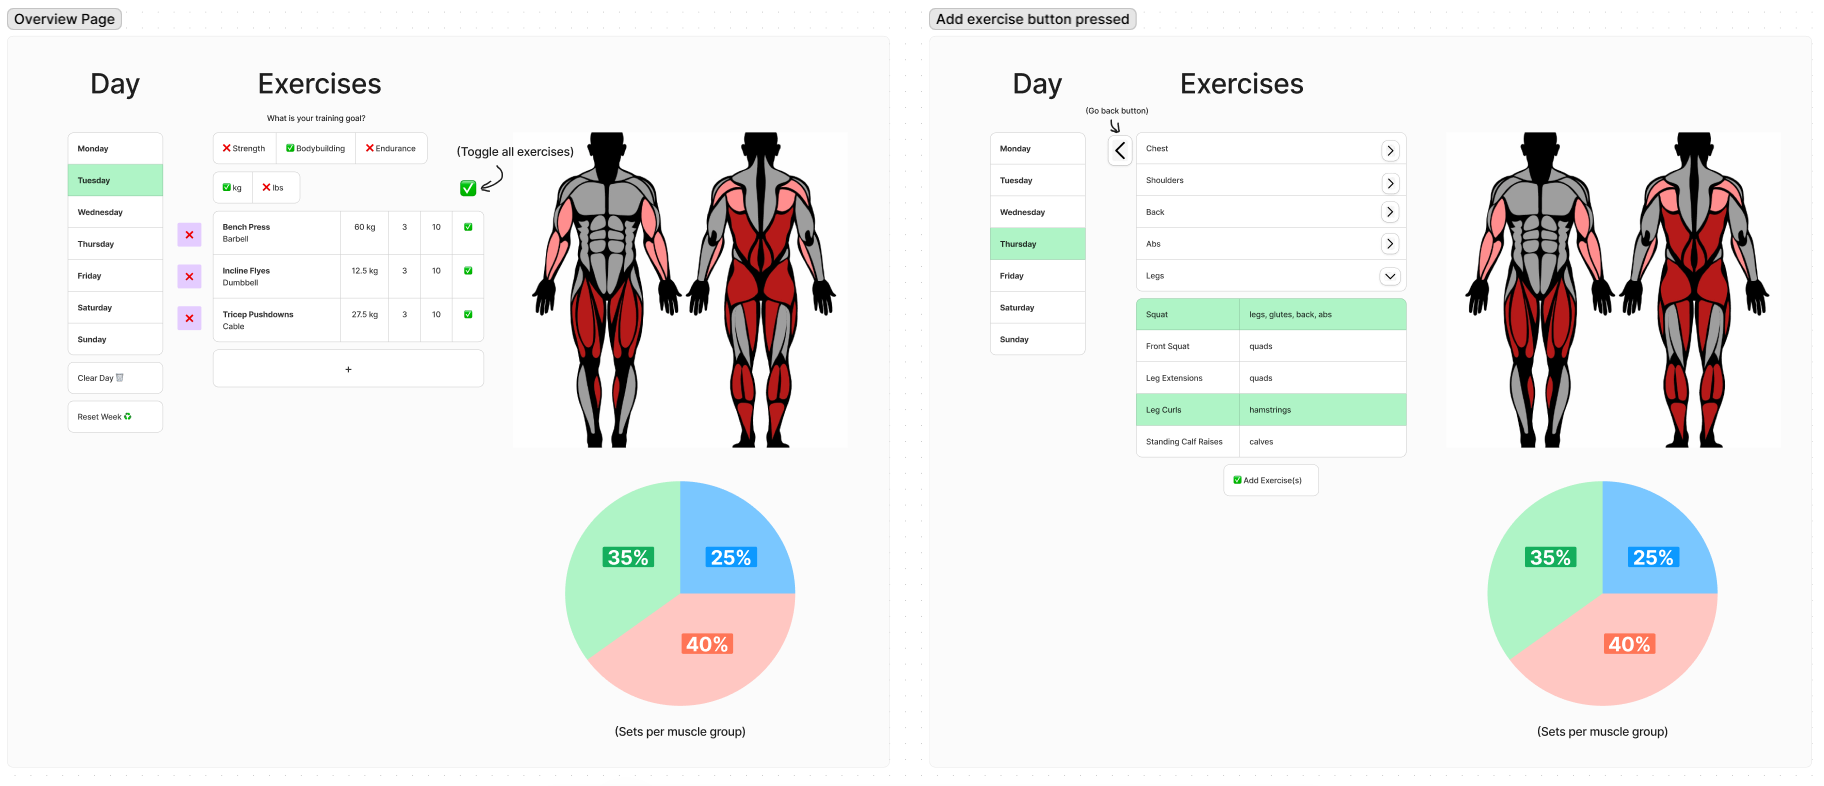 Overview Page
Day
Exercises
What is your training goal?
Monday
Tuesday
Wednesday
Thursday
Friday
Saturday
Sunday
Clear Day 🗑️
Reset Week ♻️
❌ Strength
✅ Bodybuilding
❌ Endurance
(Toggle all exercises)
✅ kg
❌ lbs
Bench Press
Barbell
60 kg
3
10
Incline Flyes
Dumbbell
12.5 kg
3
10
Tricep Pushdowns
Cable
27.5 kg
3
10
+
35%
25%
40%
(Sets per muscle group)
Add exercise button pressed
Day
Exercises
(Go back button)
Monday
Tuesday
Wednesday
Thursday
Friday
Saturday
Sunday
Chest
Shoulders
Back
Abs
Legs
Squat
legs, glutes, back, abs
Front Squat
quads
Leg Extensions
quads
Leg Curls
hamstrings
Standing Calf Raises
calves
✅ Add Exercise(s)
35%
25%
40%
(Sets per muscle group)